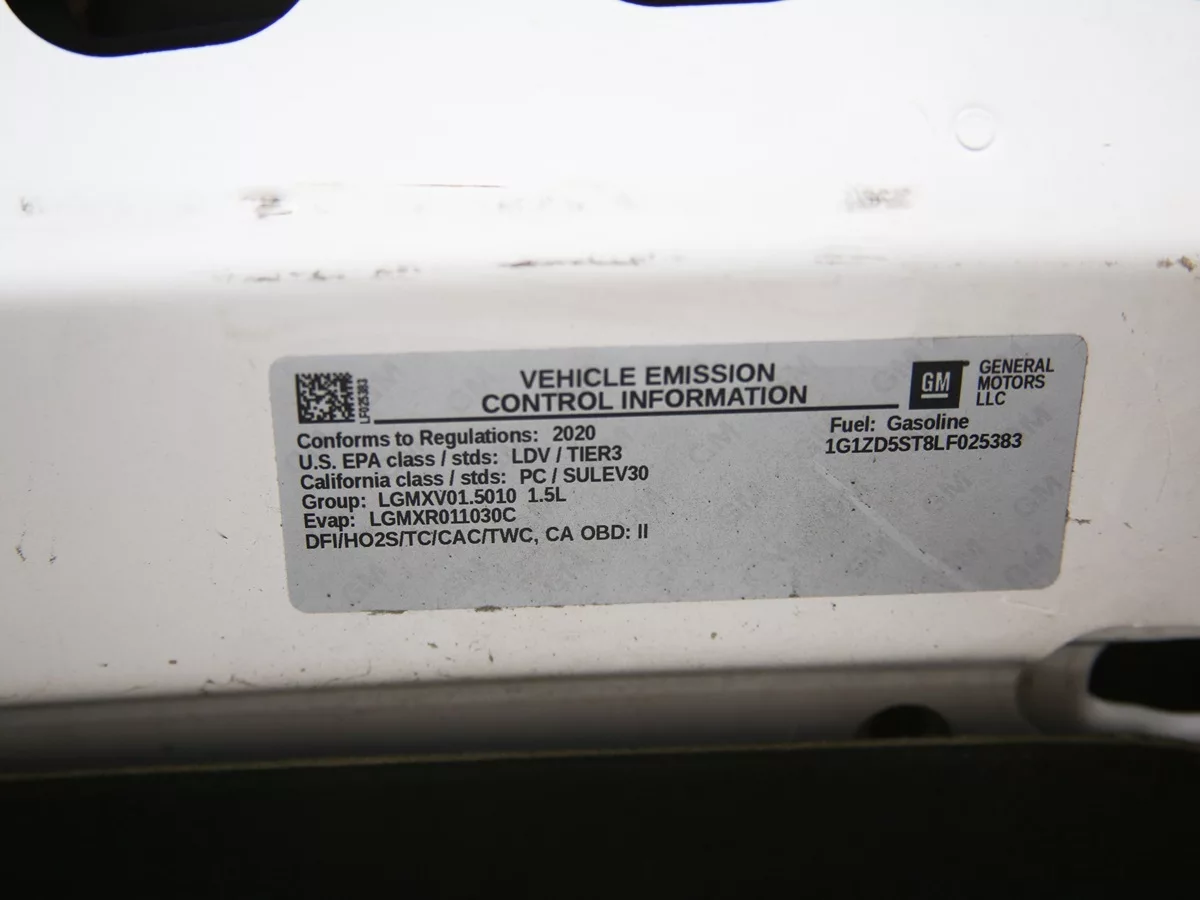 LF025383
VEHICLE EMISSION
CONTROL INFORMATION
GM
GENERAL
MOTORS
LLC
Conforms to Regulations: 2020
U.S. EPA class / stds: LDV / TIER3
California class / stds: PC / SULEV30
Group: LGMXV01.5010 1.5L
Evap: LGMXR011030C
DFI/HO2S/TC/CAC/TWC, CA OBD: II
Fuel: Gasoline
1G1ZD5ST8LF025383